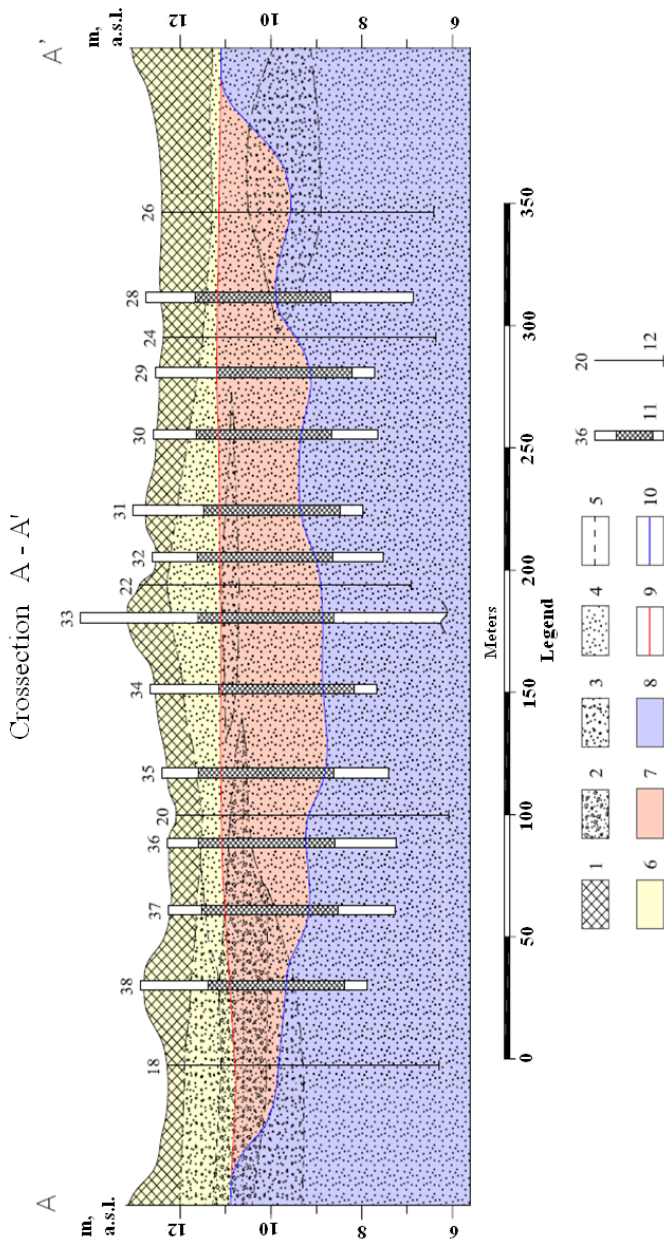 Crossection A - A'
A
A'
m,
a.s.l.
m,
a.s.l.
18 38 37 36 20 35 34 33 22 32 31 30 29 24 28 26
12
10
8
6
12
10
8
6
0 50 100 150 200 250 300 350
Meters
Legend
1 2 3 4 5 36 11 20 12
6 7 8 9 10